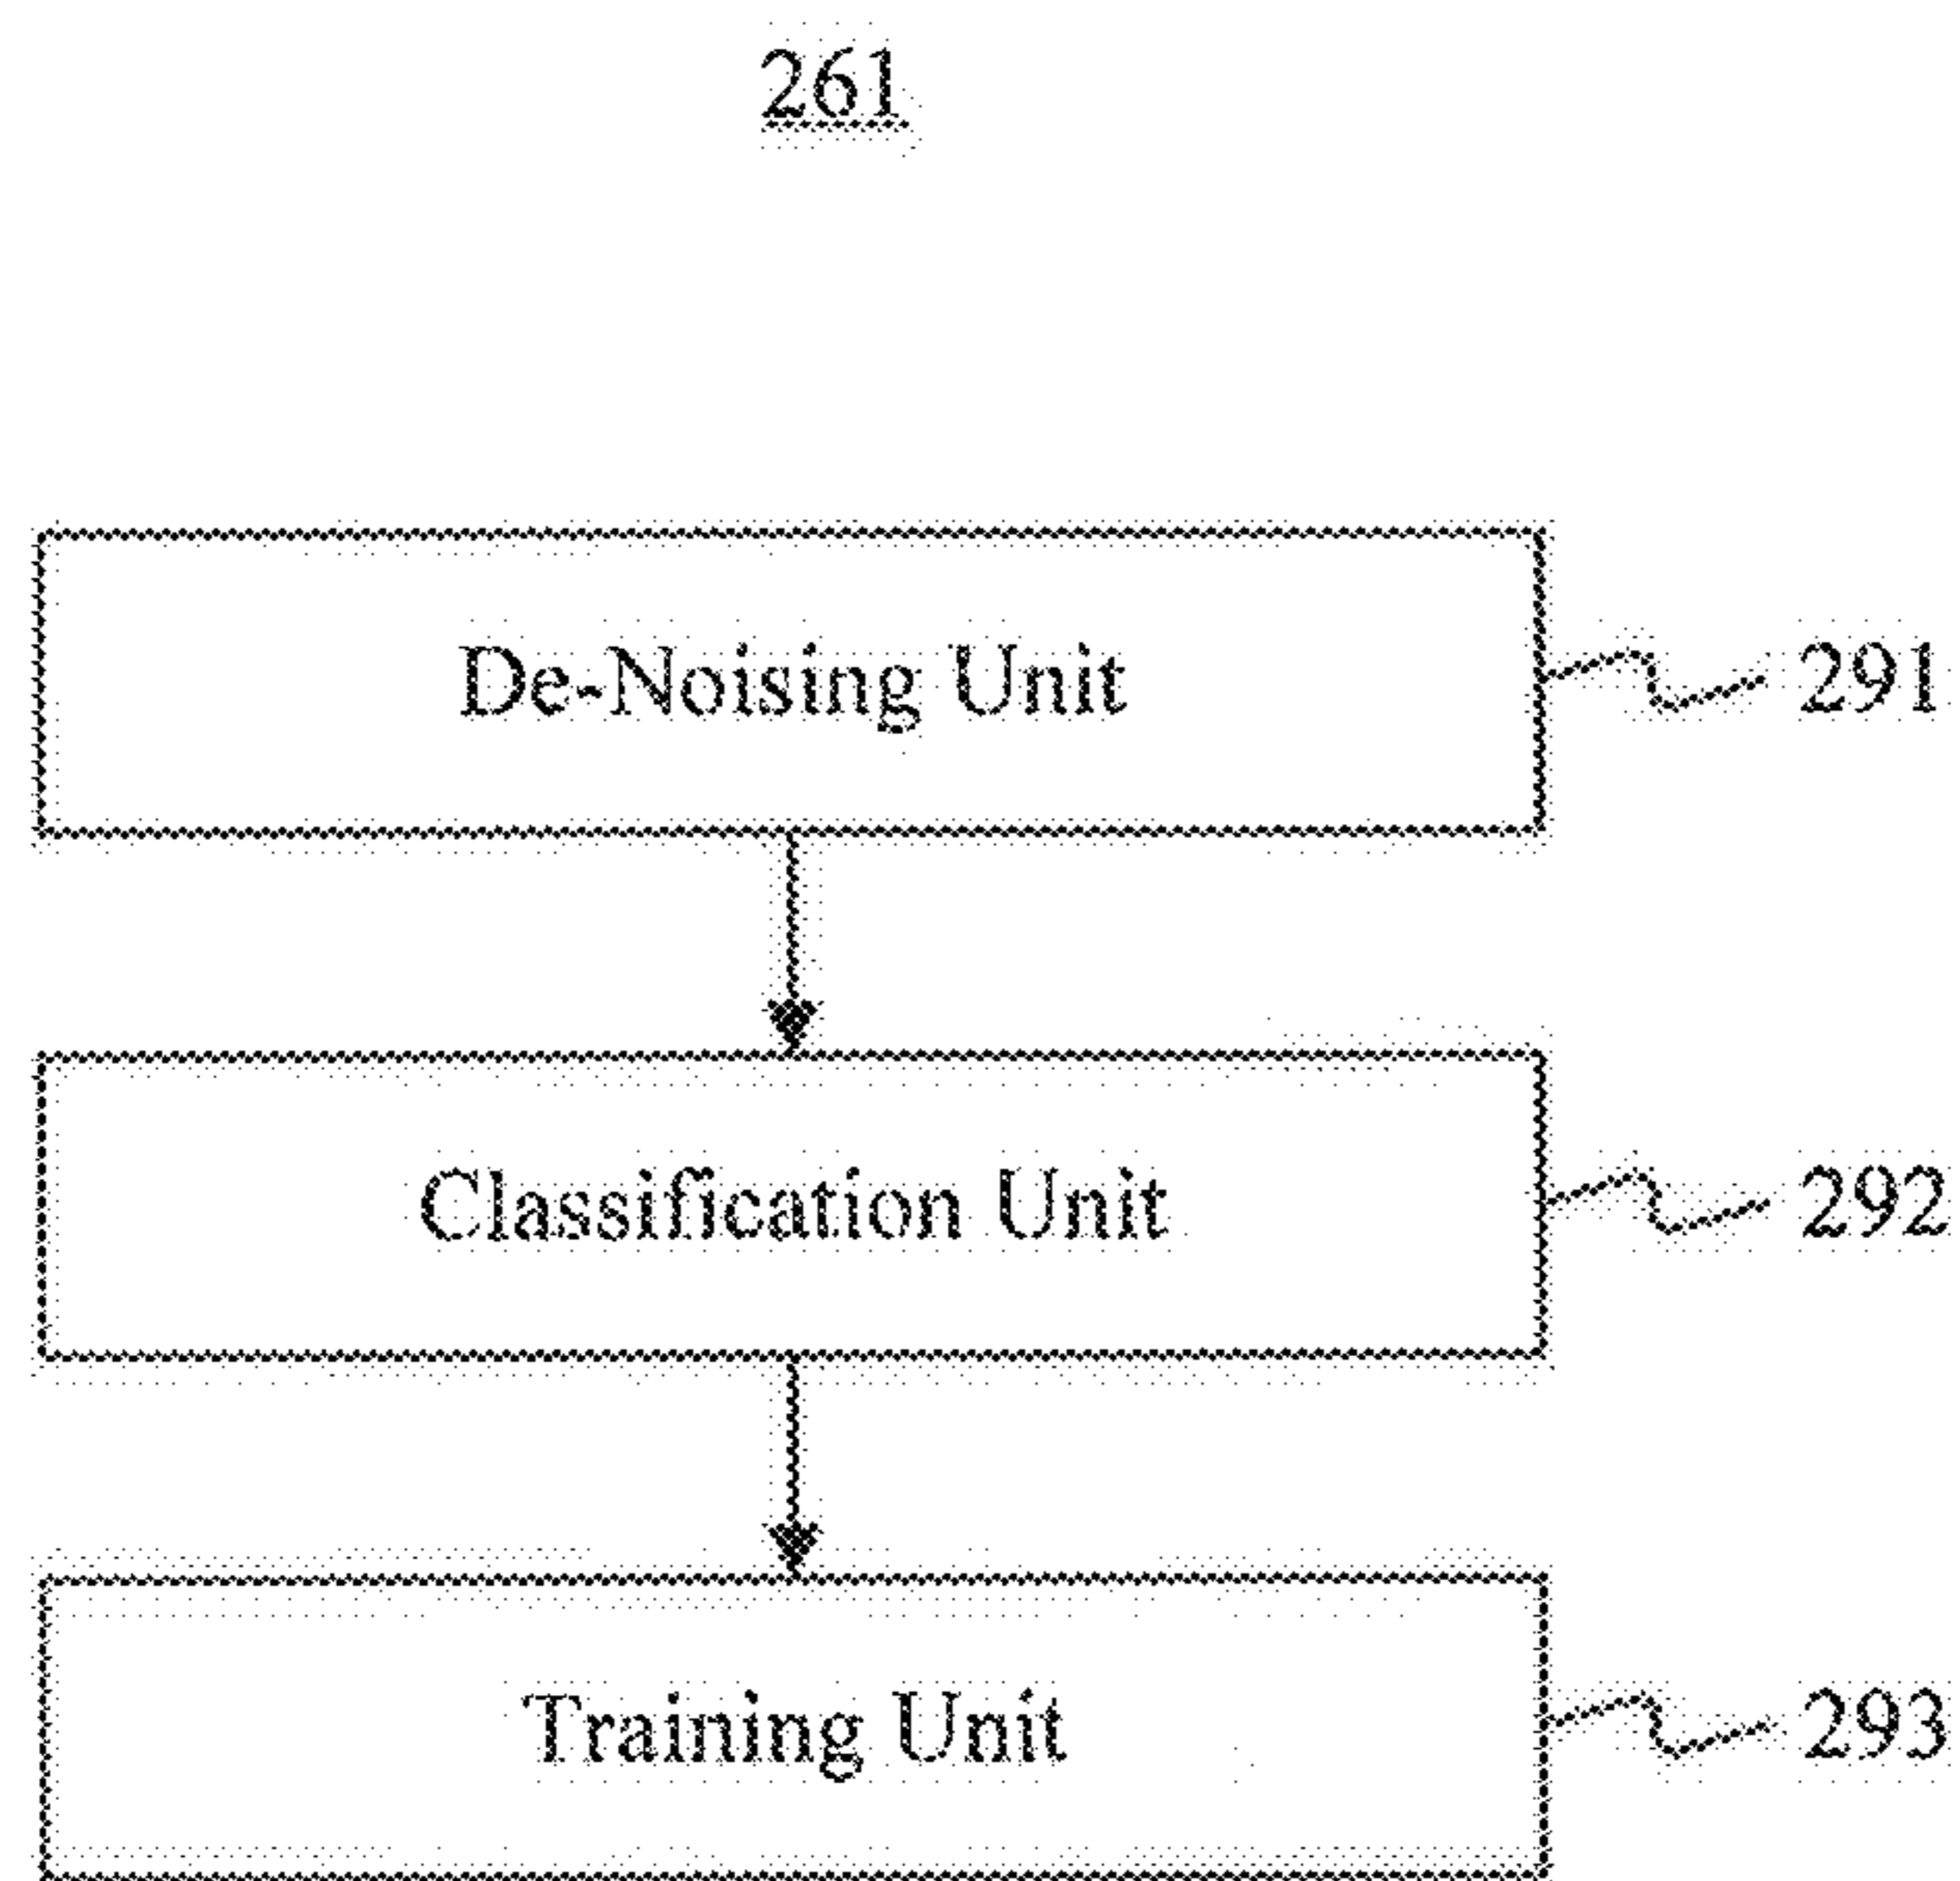 261
De-Noising Unit
291
Classification Unit
292
Training Unit
293